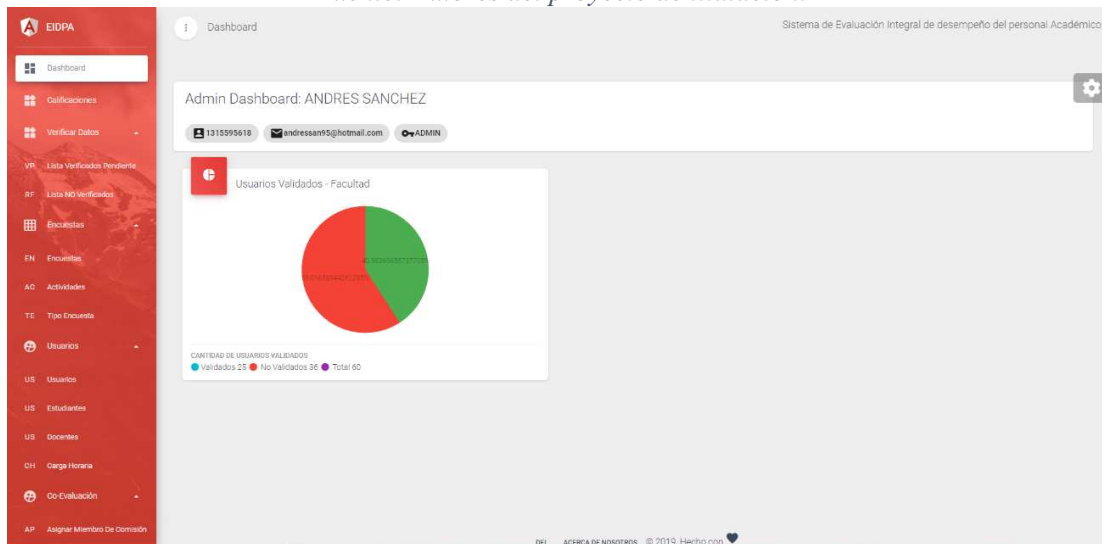 EIDPA
Dashboard
Sistema de Evaluación Integral de desempeño del personal Académico
Dashboard
Calificaciones
Verificar Datos
VP Lista Verificados Pendiente
RF Lista NO Verificados
Encuestas
EN Encuestas
AC Actividades
TE Tipo Encuesta
Usuarios
US Usuarios
US Estudiantes
US Docentes
CH Carga Horaria
Co-Evaluación
AP Asignar Miembro De Comisión
Admin Dashboard: ANDRES SANCHEZ
1315595618 andressan95@hotmail.com ADMIN
Usuarios Validados - Facultad
CANTIDAD DE USUARIOS VALIDADOS
Validados 25 No Validados 36 Total 60
ACERCA DE NOSOTROS © 2019, Hecho con